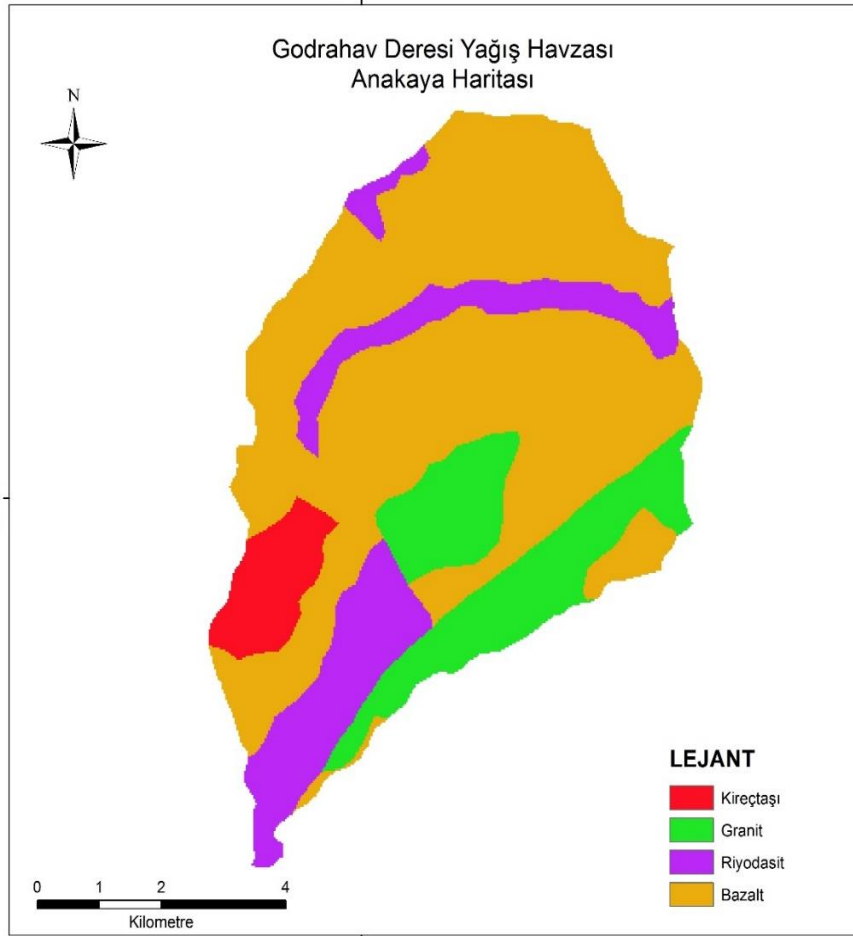 Godrahav Deresi Yağış Havzası
Anakaya Haritası
N
LEJANT
Kireçtaşı
Granit
Riyodasit
Bazalt
0 1 2 4
Kilometre